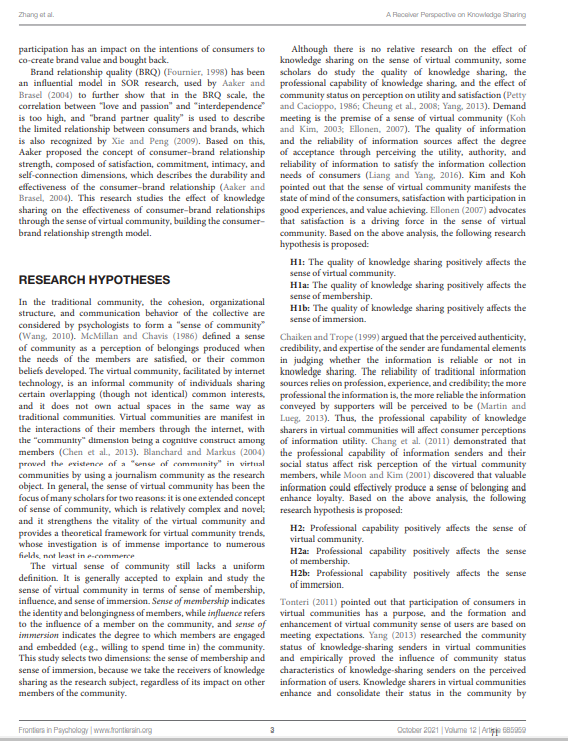 Zhang et al.
A Receiver Perspective on Knowledge Sharing
participation has an impact on the intentions of consumers to
co-create brand value and bought back.
Brand relationship quality (BRQ) (Fournier, 1998) has been
an influential model in SOR research, used by Aaker and
Brasel (2004) to further show that in the BRQ scale, the
correlation between “love and passion” and “interdependence”
is too high, and “brand partner quality” is used to describe
the limited relationship between consumers and brands, which
is also recognized by Xie and Peng (2009). Based on this,
Aaker proposed the concept of consumer–brand relationship
strength, composed of satisfaction, commitment, intimacy, and
self-connection dimensions, which describes the durability and
effectiveness of the consumer–brand relationship (Aaker and
Brasel, 2004). This research studies the effect of knowledge
sharing on the effectiveness of consumer–brand relationships
through the sense of virtual community, building the consumer–
brand relationship strength model.
RESEARCH HYPOTHESES
In the traditional community, the cohesion, organizational
structure, and communication behavior of the collective are
considered by psychologists to form a “sense of community”
(Wang, 2010). McMillan and Chavis (1986) defined a sense
of community as a perception of belongings produced when
the needs of the members are satisfied, or their common
beliefs developed. The virtual community, facilitated by internet
technology, is an informal community of individuals sharing
certain overlapping (though not identical) common interests,
and it does not own actual spaces in the same way as
traditional communities. Virtual communities are manifest in
the interactions of their members through the internet, with
the “community” dimension being a cognitive construct among
members (Chen et al., 2013). Blanchard and Markus (2004)
proved the existence of a “sense of community” in virtual
communities by using a journalism community as the research
object. In general, the sense of virtual community has been the
focus of many scholars for two reasons: it is one extended concept
of sense of community, which is relatively complex and novel;
and it strengthens the vitality of the virtual community and
provides a theoretical framework for virtual community trends,
whose investigation is of immense importance to numerous
fields, not least in e-commerce.
The virtual sense of community still lacks a uniform
definition. It is generally accepted to explain and study the
sense of virtual community in terms of sense of membership,
influence, and sense of immersion. Sense of membership indicates
the identity and belongingness of members, while influence refers
to the influence of a member on the community, and sense of
immersion indicates the degree to which members are engaged
and embedded (e.g., willing to spend time in) the community.
This study selects two dimensions: the sense of membership and
sense of immersion, because we take the receivers of knowledge
sharing as the research subject, regardless of its impact on other
members of the community.
Although there is no relative research on the effect of
knowledge sharing on the sense of virtual community, some
scholars do study the quality of knowledge sharing, the
professional capability of knowledge sharing, and the effect of
community status on perception on utility and satisfaction (Petty
and Cacioppo, 1986; Cheung et al., 2008; Yang, 2013). Demand
meeting is the premise of a sense of virtual community (Koh
and Kim, 2003; Ellonen, 2007). The quality of information
and the reliability of information sources affect the degree
of acceptance through perceiving the utility, authority, and
reliability of information to satisfy the information collection
needs of consumers (Liang and Yang, 2016). Kim and Koh
pointed out that the sense of virtual community manifests the
state of mind of the consumers, satisfaction with participation in
good experiences, and value achieving. Ellonen (2007) advocates
that satisfaction is a driving force in the sense of virtual
community. Based on the above analysis, the following research
hypothesis is proposed:
H1: The quality of knowledge sharing positively affects the
sense of virtual community.
H1a: The quality of knowledge sharing positively affects the
sense of membership.
H1b: The quality of knowledge sharing positively affects the
sense of immersion.
Chaiken and Trope (1999) argued that the perceived authenticity,
credibility, and expertise of the sender are fundamental elements
in judging whether the information is reliable or not in
knowledge sharing. The reliability of traditional information
sources relies on profession, experience, and credibility; the more
professional the information is, the more reliable the information
conveyed by supporters will be perceived to be (Martin and
Lueg, 2013). Thus, the professional capability of knowledge
sharers in virtual communities will affect consumer perceptions
of information utility. Chang et al. (2011) demonstrated that
the professional capability of information senders and their
social status affect risk perception of the virtual community
members, while Moon and Kim (2001) discovered that valuable
information could effectively produce a sense of belonging and
enhance loyalty. Based on the above analysis, the following
research hypothesis is proposed:
H2: Professional capability positively affects the sense of
virtual community.
H2a: Professional capability positively affects the sense
of membership.
H2b: Professional capability positively affects the sense
of immersion.
Tonteri (2011) pointed out that participation of consumers in
virtual communities has a purpose, and the formation and
enhancement of virtual community sense of users are based on
meeting expectations. Yang (2013) researched the community
status of knowledge-sharing senders in virtual communities
and empirically proved the influence of community status
characteristics of knowledge-sharing senders on the perceived
information of users. Knowledge sharers in virtual communities
enhance and consolidate their status in the community by
Frontiers in Psychology | www.frontiersin.org
3
October 2021 | Volume 12 | Article 685959
71